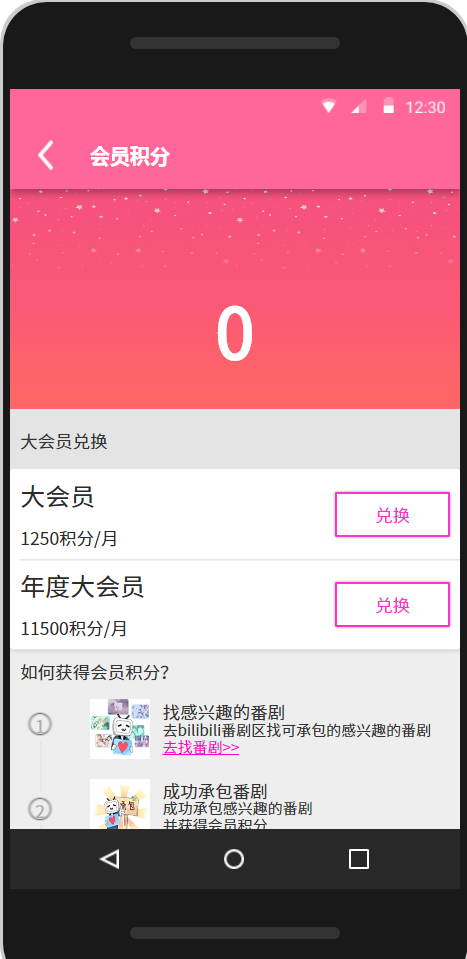 12:30
会员积分
0
大会员兑换
大会员
1250积分/月
兑换
年度大会员
11500积分/月
兑换
如何获得会员积分?
1
找感兴趣的番剧
去bilibili番剧区找可承包的感兴趣的番剧
去找番剧>>
2
承包
成功承包番剧
成功承包感兴趣的番剧
并获得会员积分